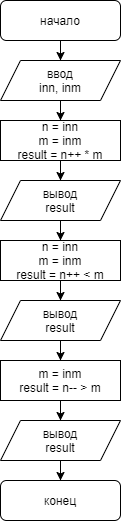 начало
ввод
inn, inm
n = inn
m = inm
result = n++ * m
вывод
result
n = inn
m = inm
result = n++ < m
вывод
result
m = inm
result = n-- > m
вывод
result
конец